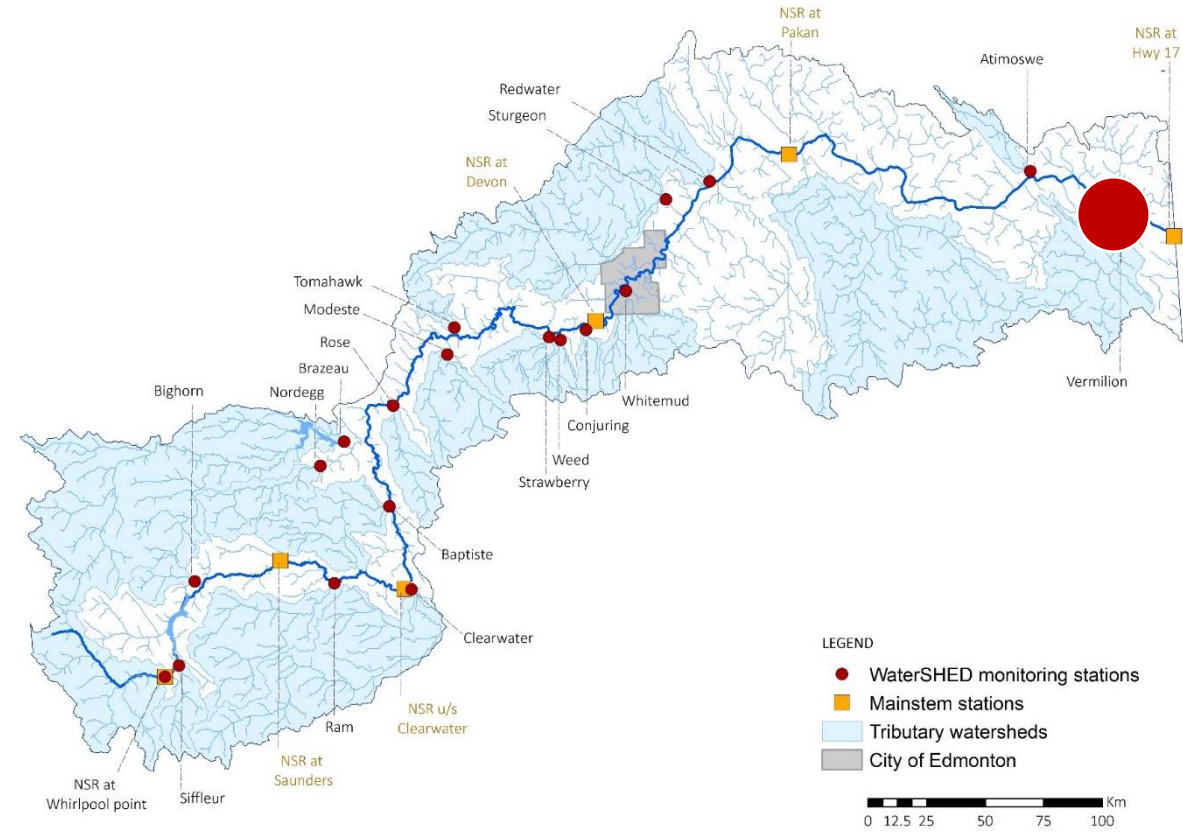 NSR at
Pakan
NSR at
Hwy 17
Atimoswe
Redwater
Sturgeon
NSR at
Devon
Tomahawk
Modeste
Rose
Brazeau
Bighorn
Nordegg
Vermilion
Whitemud
Conjuring
Weed
Strawberry
Baptiste
Clearwater
NSR u/s
Clearwater
Ram
NSR at
Saunders
NSR at
Whirlpool point
Siffleur
LEGEND
WaterSHED monitoring stations
Mainstem stations
Tributary watersheds
City of Edmonton
Km
0 12.5 25 50 75 100